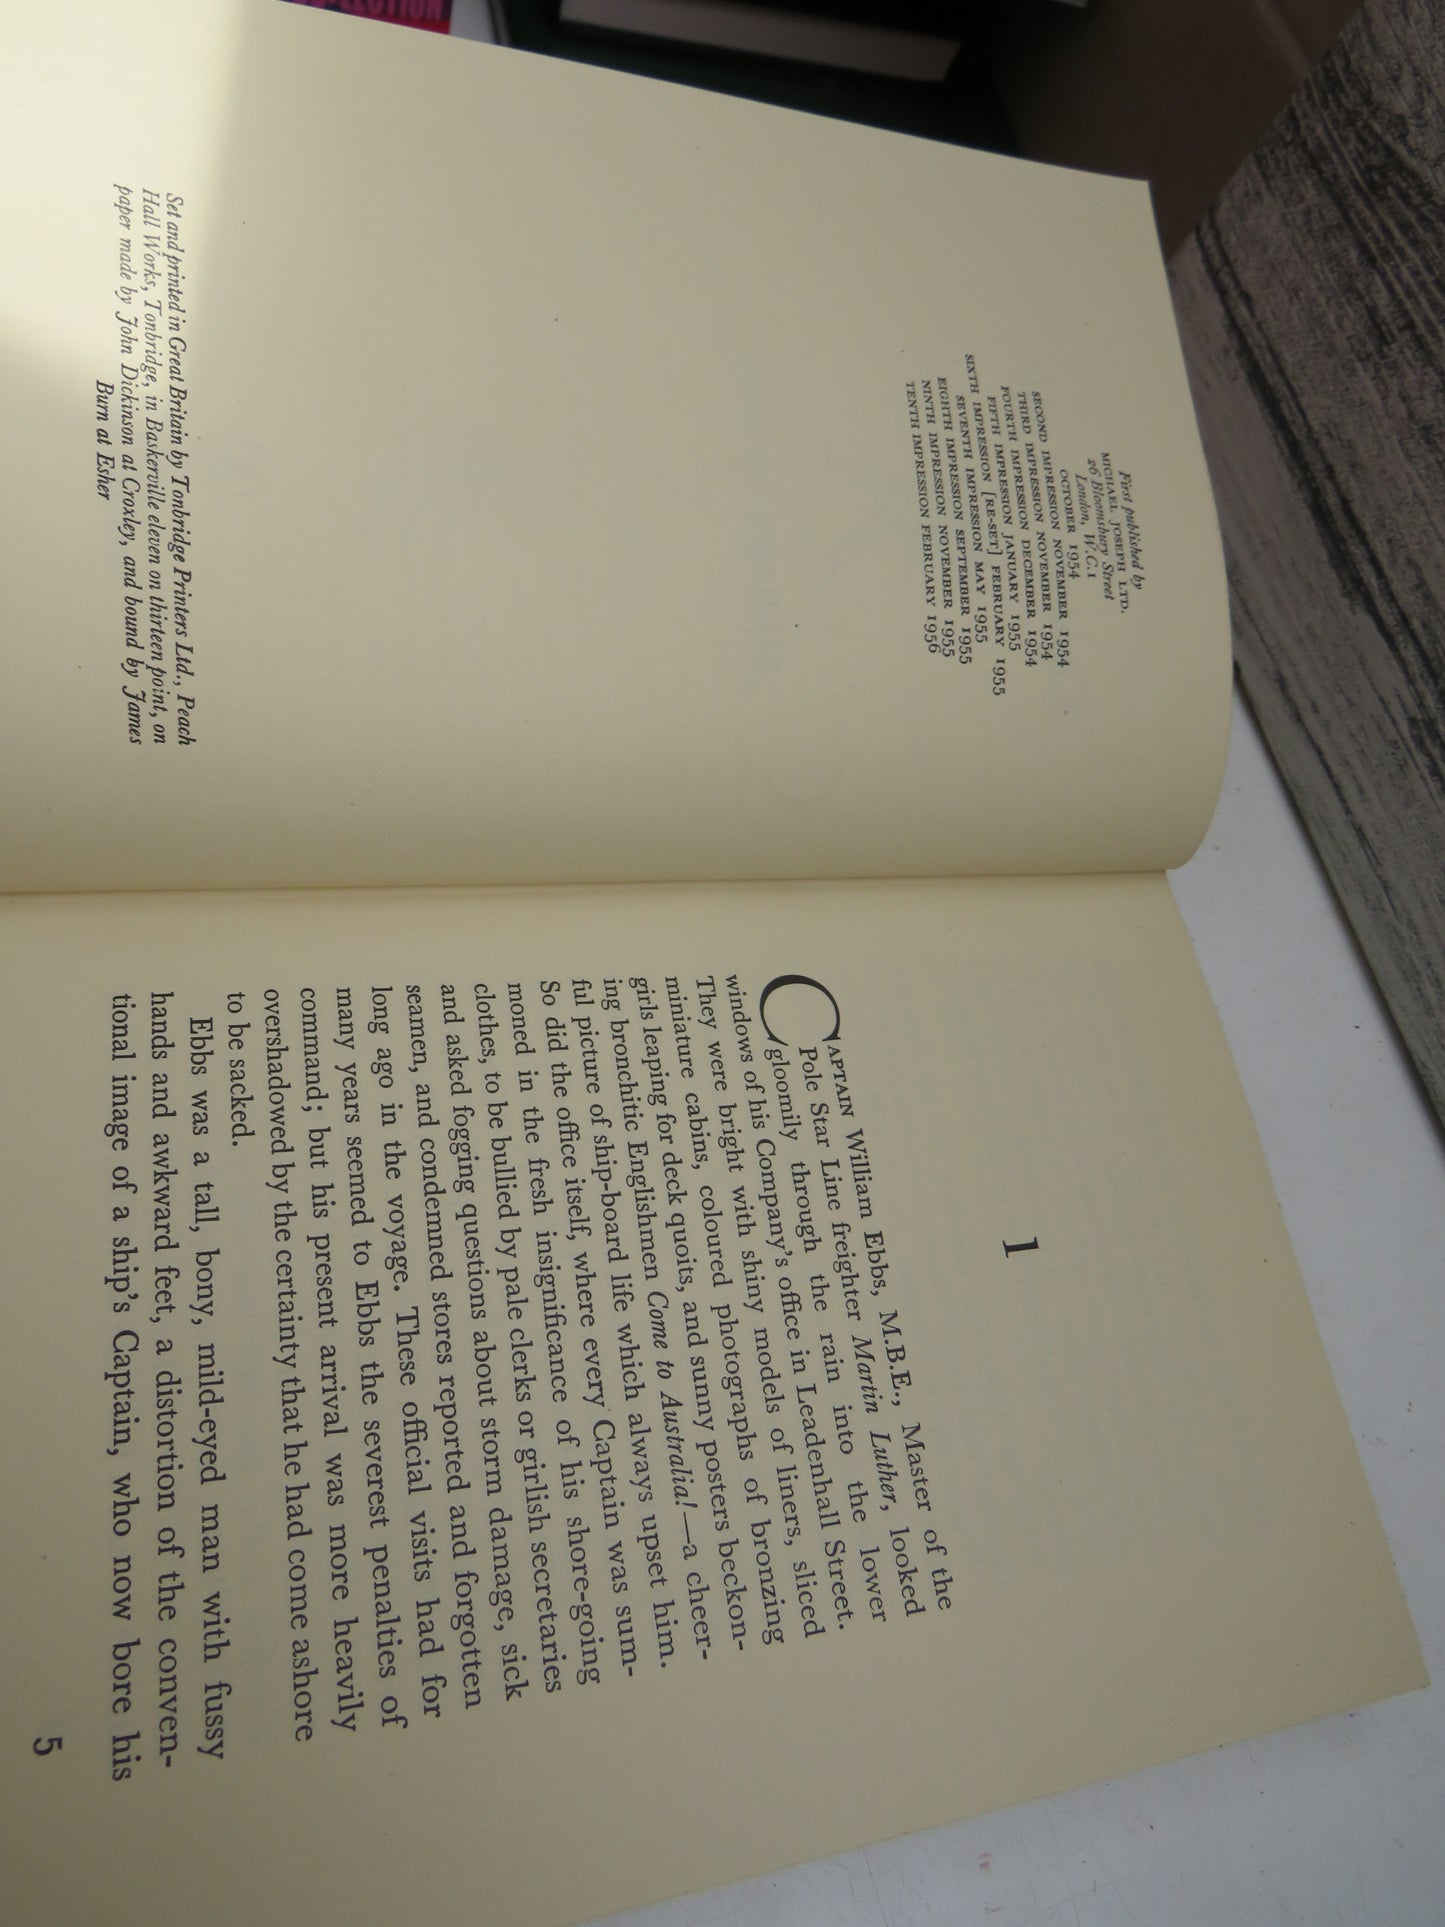 First published by
MICHAEL JOSEPH LTD.
26 Bloomsbury Street
London, W.C.1
OCTOBER 1954
SECOND IMPRESSION NOVEMBER 1954
THIRD IMPRESSION NOVEMBER 1954
FOURTH IMPRESSION DECEMBER 1954
FIFTH IMPRESSION JANUARY 1955
SIXTH IMPRESSION [RE-SET] FEBRUARY 1955
SEVENTH IMPRESSION MAY 1955
EIGHTH IMPRESSION SEPTEMBER 1955
NINTH IMPRESSION NOVEMBER 1955
TENTH IMPRESSION FEBRUARY 1956
Set and printed in Great Britain by Tonbridge Printers Ltd., Peach
Hall Works, Tonbridge, in Baskerville eleven on thirteen point, on
paper made by John Dickinson at Croxley, and bound by James
Burn at Esher
1
CAPTAIN William Ebbs, M.B.E., Master of the
Pole Star Line freighter Martin Luther, looked
gloomily through the rain into the lower
windows of his Company's office in Leadenhall Street.
They were bright with shiny models of liners, sliced
miniature cabins, coloured photographs of bronzing
girls leaping for deck quoits, and sunny posters beckon-
ing bronchitic Englishmen Come to Australia!—a cheer-
ful picture of ship-board life which always upset him.
So did the office itself, where every Captain was sum-
moned in the fresh insignificance of his shore-going
clothes, to be bullied by pale clerks or girlish secretaries
and asked fogging questions about storm damage, sick
seamen, and condemned stores reported and forgotten
long ago in the voyage. These official visits had for
many years seemed to Ebbs the severest penalties of
command; but his present arrival was more heavily
overshadowed by the certainty that he had come ashore
to be sacked.
Ebbs was a tall, bony, mild-eyed man with fussy
hands and awkward feet, a distortion of the conven-
tional image of a ship's Captain, who now bore his
5